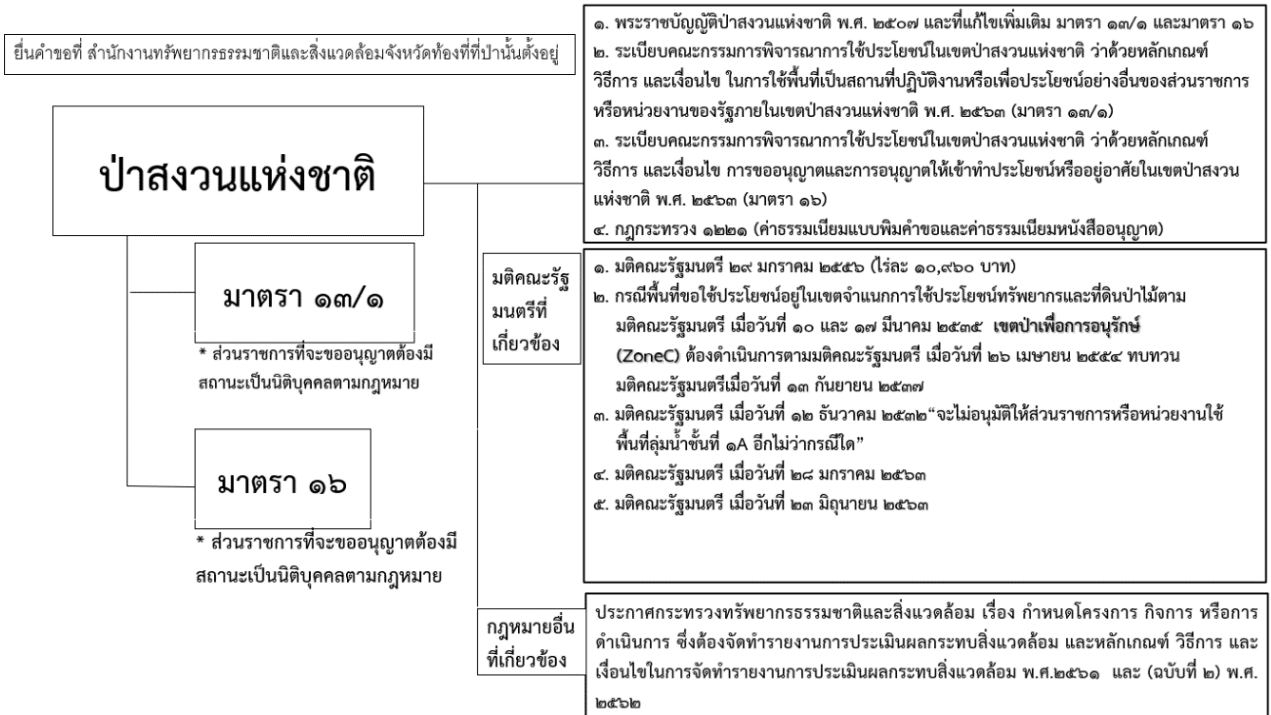 ยื่นคำขอที่ สำนักงานทรัพยากรธรรมชาติและสิ่งแวดล้อมจังหวัดท้องที่ที่ป่านั้นตั้งอยู่
ป่าสงวนแห่งชาติ
มาตรา ๑๓/๑
* ส่วนราชการที่จะขออนุญาตต้องมี
สถานะเป็นนิติบุคคลตามกฎหมาย
มาตรา ๑๖
* ส่วนราชการที่จะขออนุญาตต้องมี
สถานะเป็นนิติบุคคลตามกฎหมาย
๑. พระราชบัญญัติป่าสงวนแห่งชาติ พ.ศ. ๒๕๐๗ และที่แก้ไขเพิ่มเติม มาตรา ๑๓/๑ และมาตรา ๑๖
๒. ระเบียบคณะกรรมการพิจารณาการใช้ประโยชน์ในเขตป่าสงวนแห่งชาติ ว่าด้วยหลักเกณฑ์
วิธีการ และเงื่อนไข ในการใช้พื้นที่เป็นสถานที่ปฏิบัติงานหรือเพื่อประโยชน์อย่างอื่นของส่วนราชการ
หรือหน่วยงานของรัฐภายในเขตป่าสงวนแห่งชาติ พ.ศ. ๒๕๖๓ (มาตรา ๑๓/๑)
๓. ระเบียบคณะกรรมการพิจารณาการใช้ประโยชน์ในเขตป่าสงวนแห่งชาติ ว่าด้วยหลักเกณฑ์
วิธีการ และเงื่อนไข การขออนุญาตและการอนุญาตให้เข้าทำประโยชน์หรืออยู่อาศัยในเขตป่าสงวน
แห่งชาติ พ.ศ. ๒๕๖๓ (มาตรา ๑๖)
๔. กฎกระทรวง ๑๒๒๑ (ค่าธรรมเนียมแบบพิมคำขอและค่าธรรมเนียมหนังสืออนุญาต)
มติคณะรัฐ
มนตรีที่
เกี่ยวข้อง
๑. มติคณะรัฐมนตรี ๒๙ มกราคม ๒๕๕๖ (ไร่ละ ๑๐,๙๖๐ บาท)
๒. กรณีพื้นที่ขอใช้ประโยชน์อยู่ในเขตจำแนกการใช้ประโยชน์ทรัพยากรและที่ดินป่าไม้ตาม
มติคณะรัฐมนตรี เมื่อวันที่ ๑๐ และ ๑๗ มีนาคม ๒๕๓๕ เขตป่าเพื่อการอนุรักษ์
(ZoneC) ต้องดำเนินการตามมติคณะรัฐมนตรี เมื่อวันที่ ๒๖ เมษายน ๒๕๕๔ ทบทวน
มติคณะรัฐมนตรีเมื่อวันที่ ๑๓ กันยายน ๒๕๓๗
๓. มติคณะรัฐมนตรี เมื่อวันที่ ๑๒ ธันวาคม ๒๕๓๒“จะไม่อนุมัติให้ส่วนราชการหรือหน่วยงานใช้
พื้นที่ลุ่มน้ำชั้นที่ ๑A อีกไม่ว่ากรณีใด”
๔. มติคณะรัฐมนตรี เมื่อวันที่ ๒๘ มกราคม ๒๕๖๓
๕. มติคณะรัฐมนตรี เมื่อวันที่ ๒๓ มิถุนายน ๒๕๖๓
กฎหมายอื่น
ที่เกี่ยวข้อง
ประกาศกระทรวงทรัพยากรธรรมชาติและสิ่งแวดล้อม เรื่อง กำหนดโครงการ กิจการ หรือการ
ดำเนินการ ซึ่งต้องจัดทำรายงานการประเมินผลกระทบสิ่งแวดล้อม และหลักเกณฑ์ วิธีการ และ
เงื่อนไขในการจัดทำรายงานการประเมินผลกระทบสิ่งแวดล้อม พ.ศ.๒๕๖๑ และ (ฉบับที่ ๒) พ.ศ.
๒๕๖๒